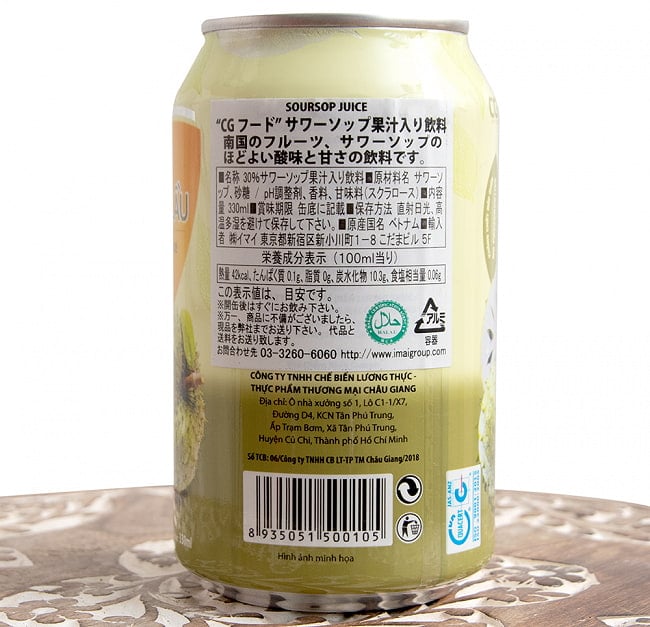 SOURSOP JUICE
“CG フード” サワーソップ果汁入り飲料
南国のフルーツ、サワーソップの
ほどよい酸味と甘さの飲料です。
■名称 30%サワーソップ果汁入り飲料■原材料名 サワーソ
ップ、砂糖 / pH調整剤、香料、甘味料（スクラロース）■内容
量 330ml■賞味期限 缶底に記載■保存方法 直射日光、高
温多湿を避けて保存して下さい。■原産国名 ベトナム■輸入
者 ㈱イマイ 東京都新宿区新小川町1－8 こだまビル 5F
栄養成分表示（100ml当り）
熱量 42kcal、たんぱく質 0.1g、脂質 0g、炭水化物 10.3g、食塩相当量 0.06g
この表示値は、目安です。
※開缶後はすぐにお飲み下さい。
※万一、商品に不備がございましたら、
現品を弊社までお送り下さい。代品と
送料をお送り致します。
お問合わせ先 03-3260-6060 http://www.imaigroup.com
حلال
HALAL
アルミ
容器
CÔNG TY TNHH CHẾ BIẾN LƯƠNG THỰC -
THỰC PHẨM THƯƠNG MẠI CHÂU GIANG
Địa chỉ: Ô nhà xưởng số 1, Lô C1-1/X7,
Đường D4, KCN Tân Phú Trung,
Ấp Trạm Bơm, Xã Tân Phú Trung,
Huyện Củ Chi, Thành phố Hồ Chí Minh
Số TCB: 06/Công ty TNHH CB LT-TP TM Châu Giang/2018
8 935051 500105
Hình ảnh minh họa
QUACERT
JAS-ANZ